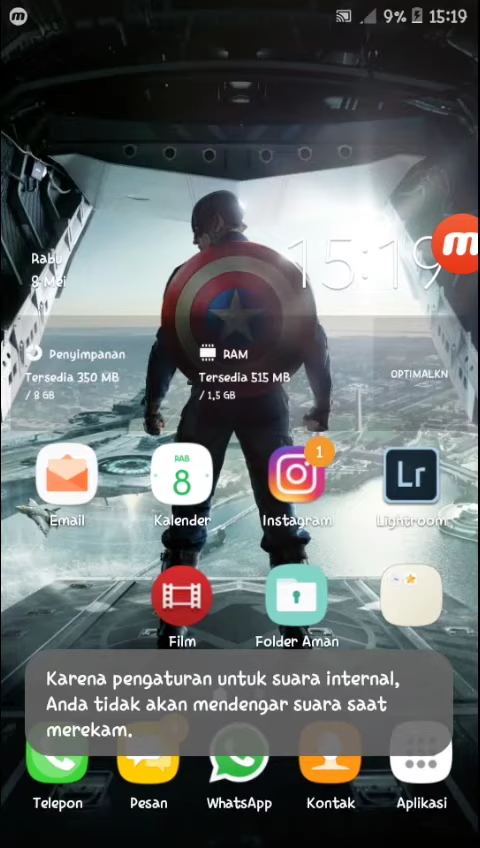 9% 15:19
15:19
Rabu
8 Mei
Penyimpanan
Tersedia 350 MB
/ 8 GB
RAM
Tersedia 515 MB
/ 1,5 GB
OPTIMALKN
RAB
8
1
Lr
Email
Kalender
Instagram
Lightroom
Film
Folder Aman
Karena pengaturan untuk suara internal,
Anda tidak akan mendengar suara saat
merekam.
Telepon
Pesan
WhatsApp
Kontak
Aplikasi